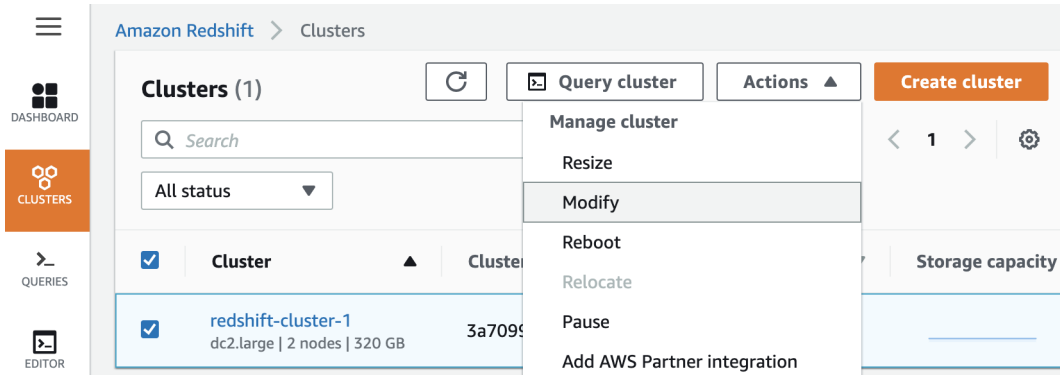 Amazon Redshift > Clusters
Clusters (1)
Query cluster
Actions
Create cluster
Manage cluster
Search
1
Resize
All status
Modify
Reboot
Relocate
Pause
Add AWS Partner integration
DASHBOARD
CLUSTERS
QUERIES
EDITOR
Cluster
Storage capacity
redshift-cluster-1
dc2.large | 2 nodes | 320 GB